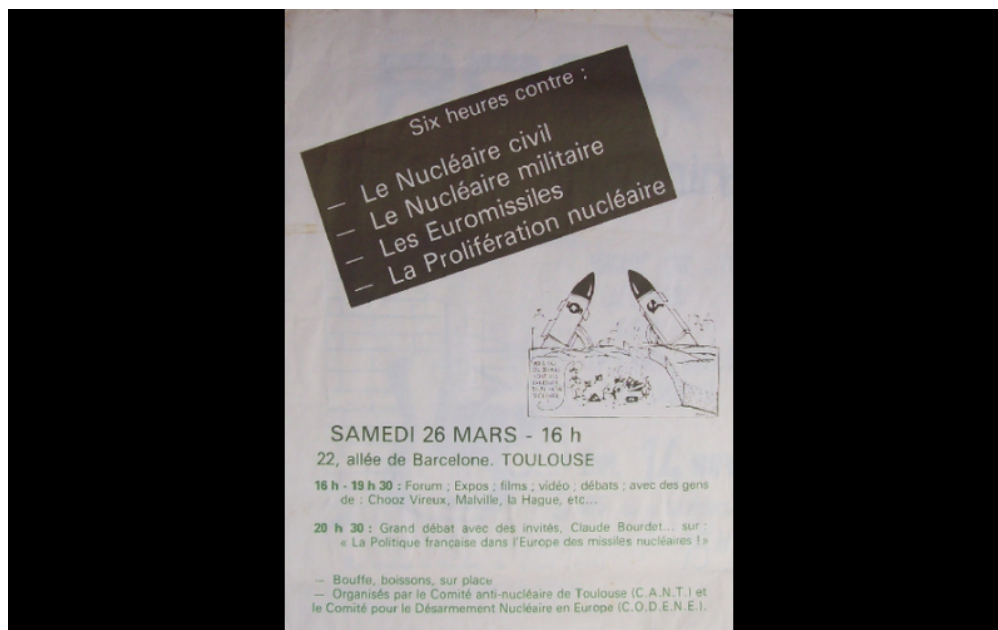 Six heures contre :
— Le Nucléaire civil
— Le Nucléaire militaire
— Les Euromissiles
— La Prolifération nucléaire
SAMEDI 26 MARS - 16 h
22, allée de Barcelone. TOULOUSE
16 h - 19 h 30 : Forum ; Expos ; films ; vidéo ; débats ; avec des gens
de : Chooz Vireux, Malville, la Hague, etc...
20 h 30 : Grand débat avec des invités, Claude Bourdet... sur :
« La Politique française dans l'Europe des missiles nucléaires ! »
— Bouffe, boissons, sur place
— Organisés par le Comité anti-nucléaire de Toulouse (C.A.N.T.) et
le Comité pour le Désarmement Nucléaire en Europe (C.O.D.E.N.E.).